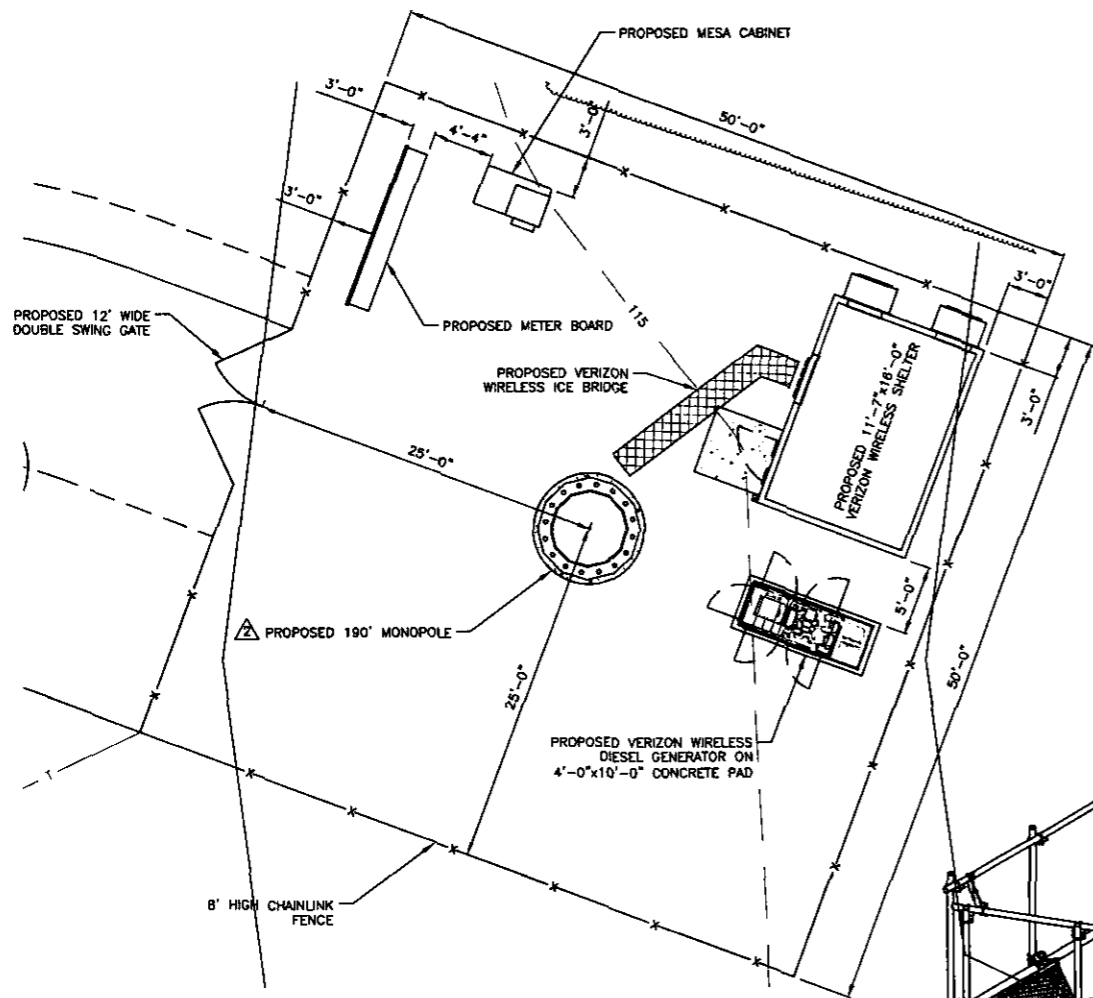 PROPOSED MESA CABINET
3'-0"
50'-0"
3'-0"
4'-4"
3'-0"
3'-0"
PROPOSED 12' WIDE
DOUBLE SWING GATE
PROPOSED METER BOARD
115
PROPOSED VERIZON
WIRELESS ICE BRIDGE
PROPOSED 11'-7"x16'-0"
VERIZON WIRELESS SHELTER
3'-0"
25'-0"
2 PROPOSED 190' MONOPOLE
5'-0"
50'-0"
25'-0"
PROPOSED VERIZON WIRELESS
DIESEL GENERATOR ON
4'-0"x10'-0" CONCRETE PAD
T
8' HIGH CHAINLINK
FENCE